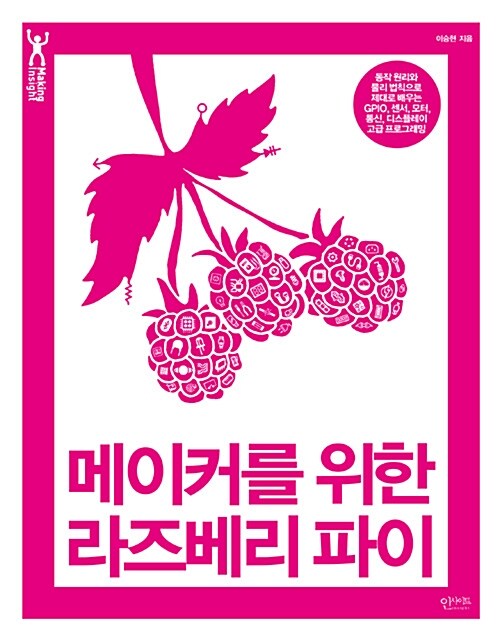 Making
Insight
이승현 지음
동작 원리와
물리 법칙으로
제대로 배우는
GPIO, 센서, 모터,
통신, 디스플레이
고급 프로그래밍
메이커를 위한
라즈베리 파이
인사이트